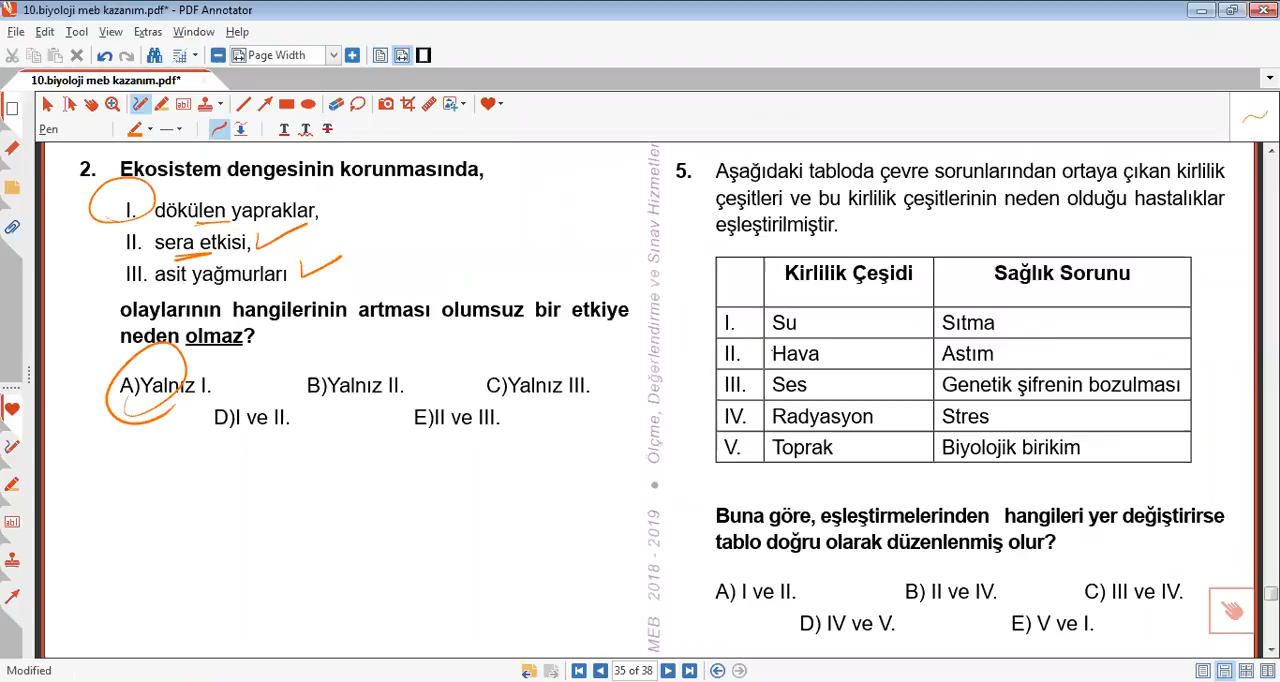 10.biyoloji meb kazanım.pdf* - PDF Annotator
File Edit Tool View Extras Window Help
Page Width
10.biyoloji meb kazanım.pdf*
Pen
2. Ekosistem dengesinin korunmasında,
I. dökülen yapraklar,
II. sera etkisi,
III. asit yağmurları
olaylarının hangilerinin artması olumsuz bir etkiye
neden olmaz?
A)Yalnız I. B)Yalnız II. C)Yalnız III.
D)I ve II. E)II ve III.
MEB 2018 - 2019 • Ölçme, Değerlendirme ve Sınav Hizmetler
5. Aşağıdaki tabloda çevre sorunlarından ortaya çıkan kirlilik
çeşitleri ve bu kirlilik çeşitlerinin neden olduğu hastalıklar
eşleştirilmiştir.
Kirlilik Çeşidi Sağlık Sorunu
I. Su Sıtma
II. Hava Astım
III. Ses Genetik şifrenin bozulması
IV. Radyasyon Stres
V. Toprak Biyolojik birikim
Buna göre, eşleştirmelerinden hangileri yer değiştirirse
tablo doğru olarak düzenlenmiş olur?
A) I ve II. B) II ve IV. C) III ve IV.
D) IV ve V. E) V ve I.
Modified
35 of 38